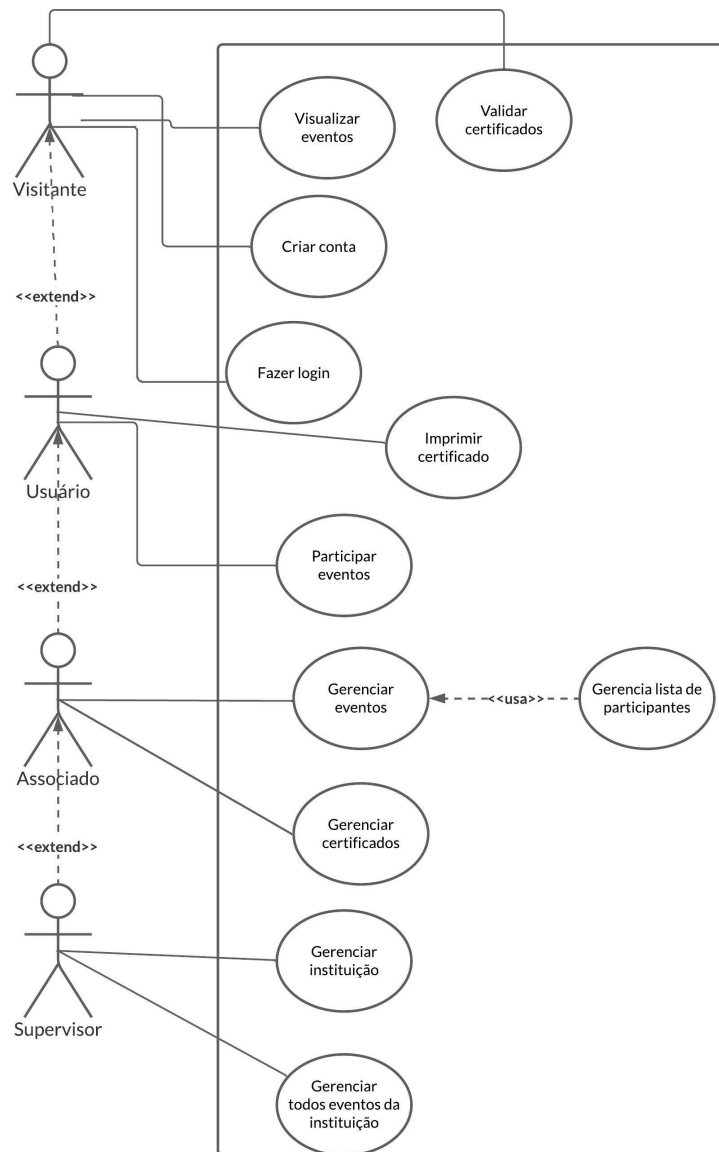 Validar
certificados
Visualizar
eventos
Visitante
Criar conta
<<extend>>
Fazer login
Imprimir
certificado
Usuário
Participar
eventos
<<extend>>
Gerenciar
eventos
<<usa>>
Gerencia lista de
participantes
Associado
Gerenciar
certificados
<<extend>>
Gerenciar
instituição
Supervisor
Gerenciar
todos eventos da
instituição